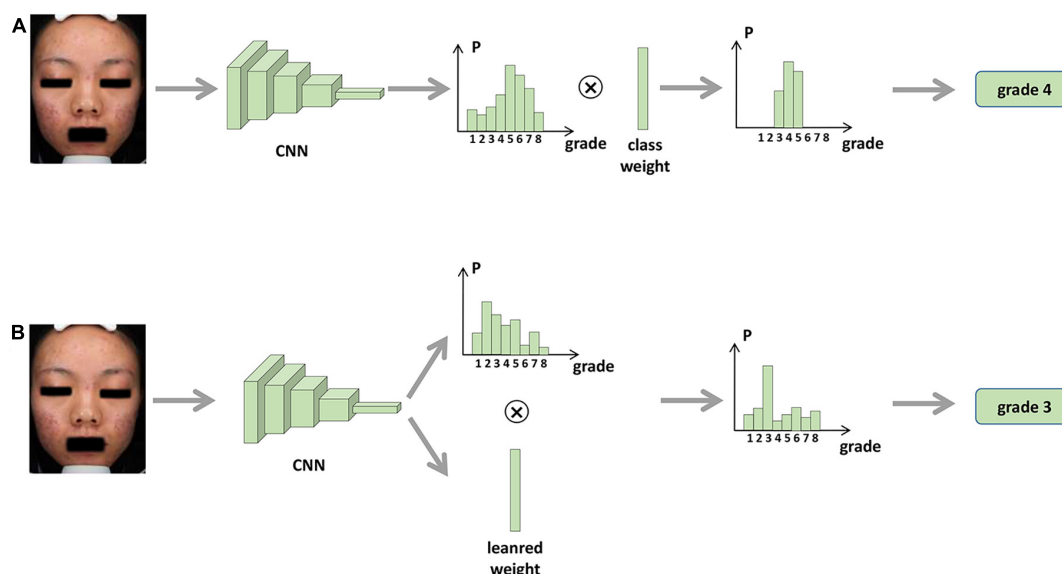 A
P
1 2 3 4 5 6 7 8
grade
CNN
class
weight
P
1 2 3 4 5 6 7 8
grade
grade 4
B
P
1 2 3 4 5 6 7 8
grade
CNN
leanred
weight
P
1 2 3 4 5 6 7 8
grade
grade 3